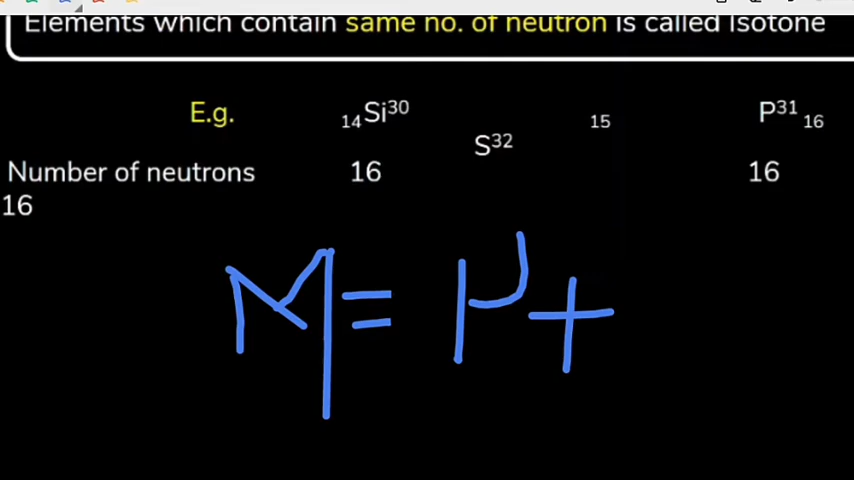 Elements which contain same no. of neutron is called Isotone
E.g. ₁₄Si³⁰ ₁₅ P³¹ ₁₆
S³²
Number of neutrons 16 16
16
M = P +